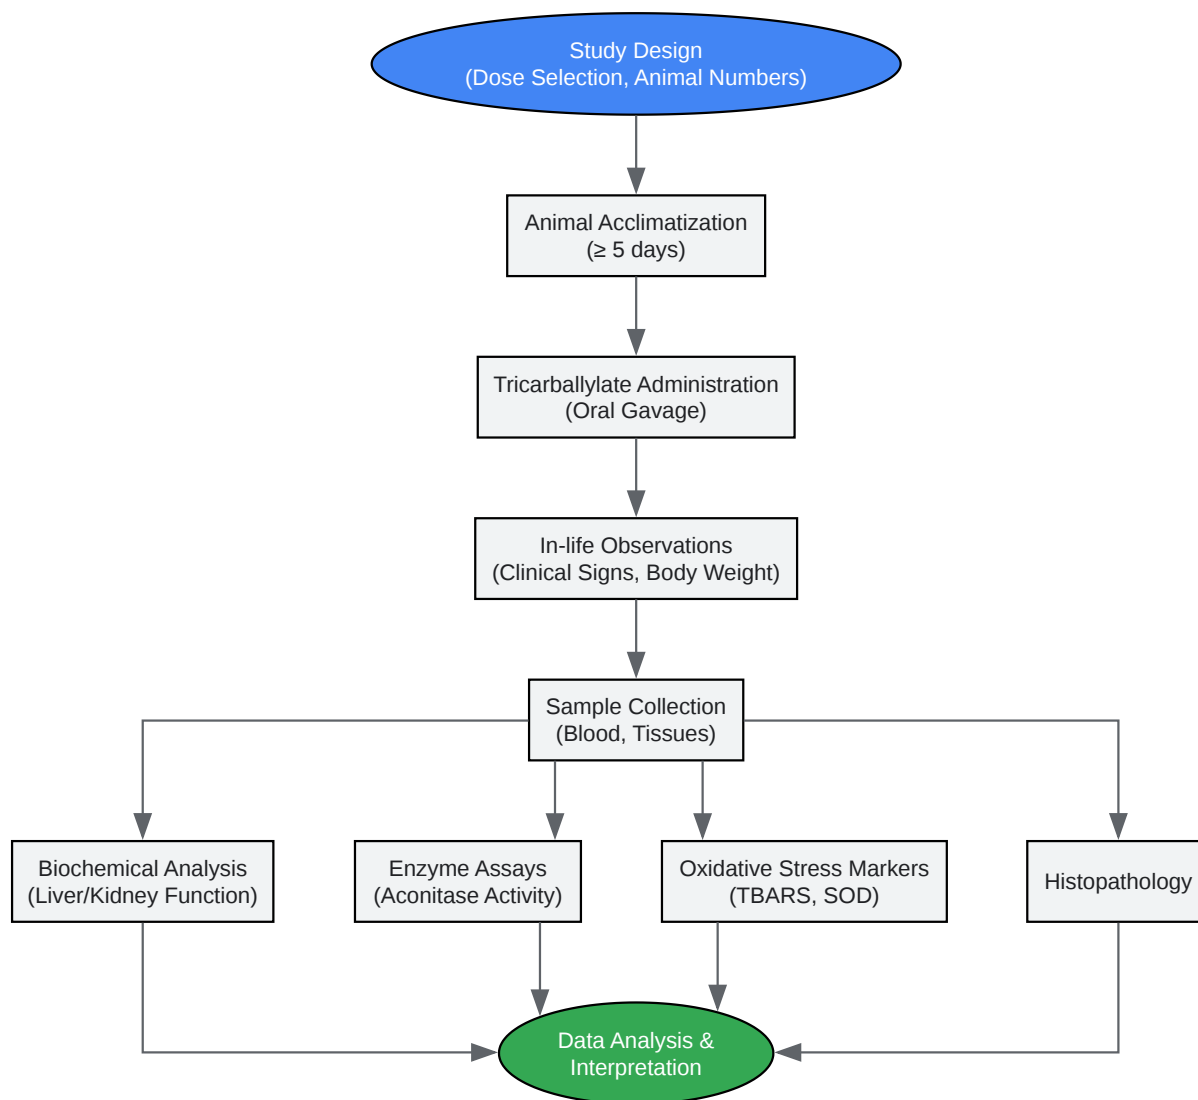 Study Design
(Dose Selection, Animal Numbers)
Animal Acclimatization
(≥ 5 days)
Tricarballylate Administration
(Oral Gavage)
In-life Observations
(Clinical Signs, Body Weight)
Sample Collection
(Blood, Tissues)
Biochemical Analysis
(Liver/Kidney Function)
Enzyme Assays
(Aconitase Activity)
Oxidative Stress Markers
(TBARS, SOD)
Histopathology
Data Analysis &
Interpretation